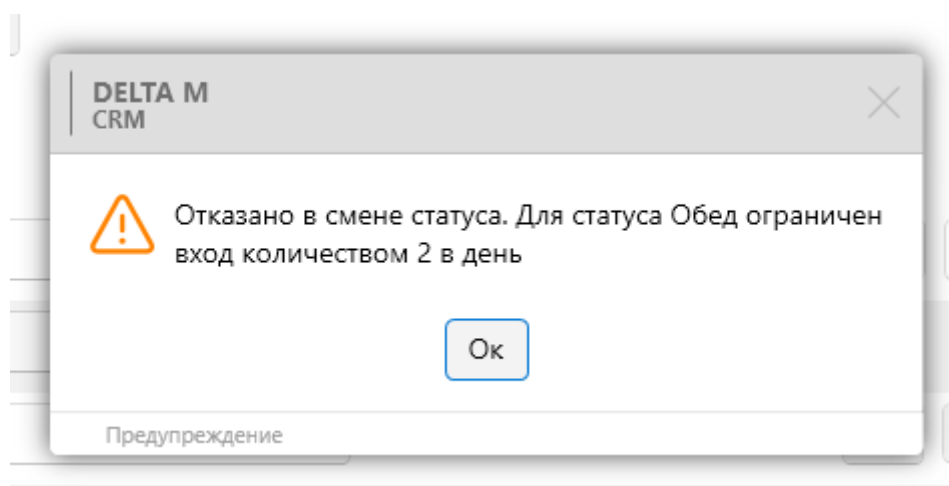 DELTA M
CRM
Отказано в смене статуса. Для статуса Обед ограничен
вход количеством 2 в день
Ок
Предупреждение